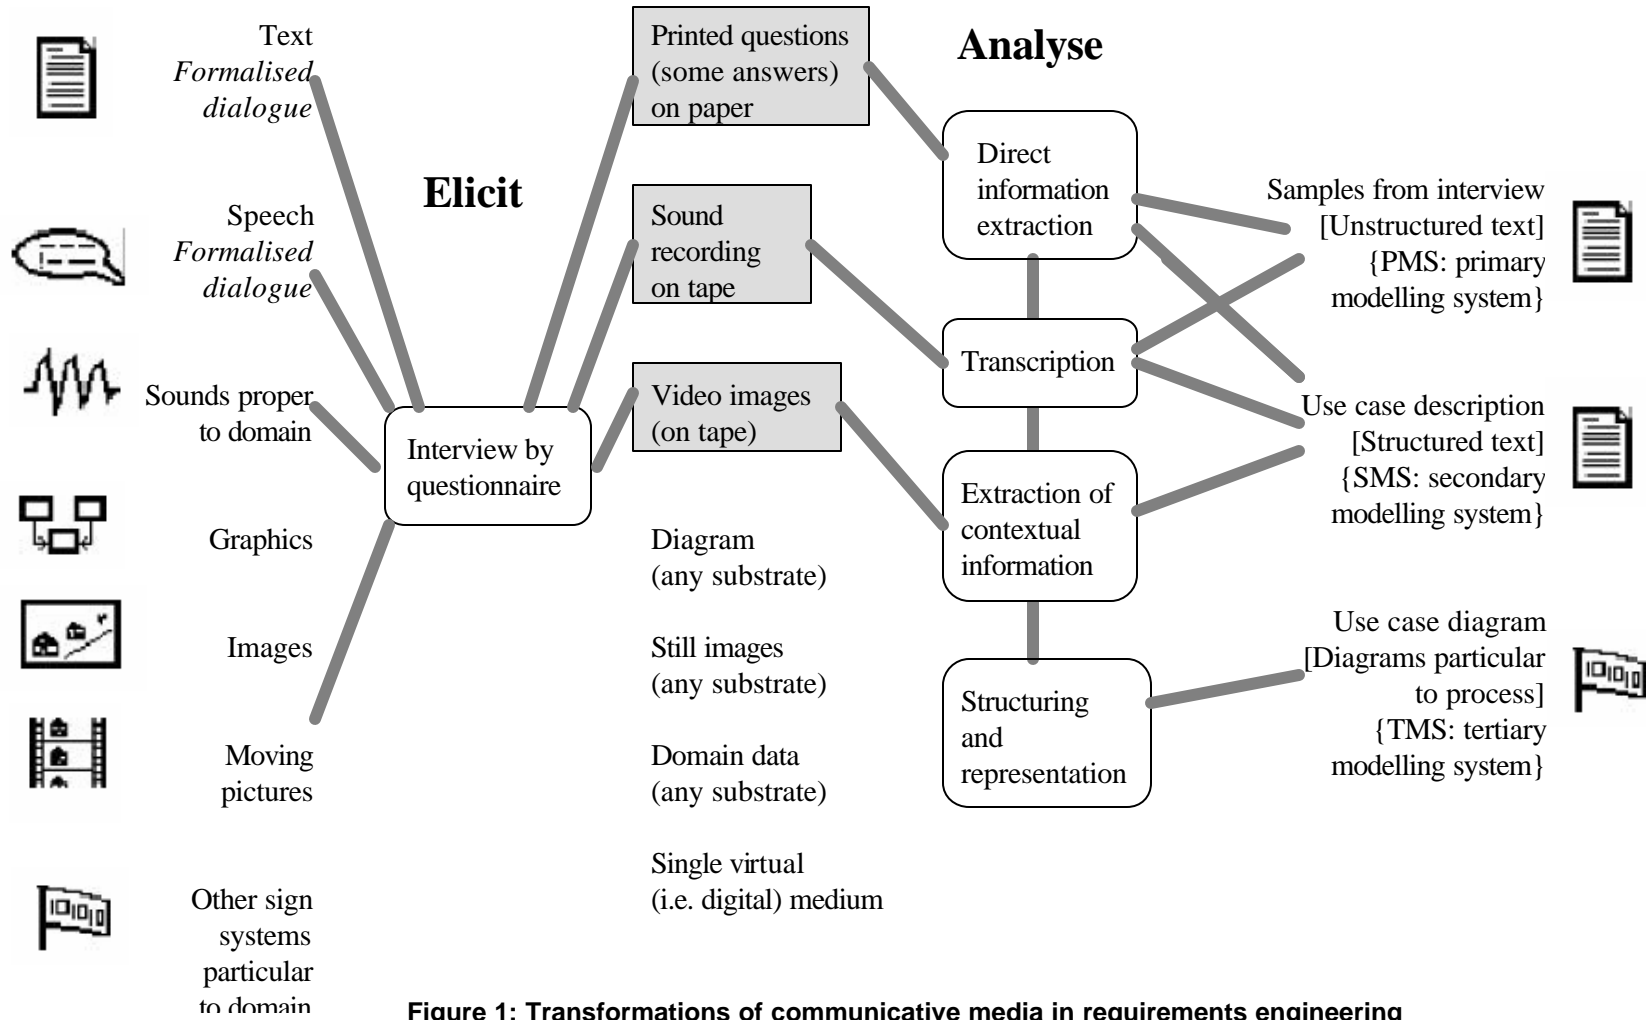 Text
Formalised
dialogue
Speech
Formalised
dialogue
Sounds proper
to domain
Graphics
Images
Moving
pictures
Other sign
systems
particular
to domain
Elicit
Interview by
questionnaire
Printed questions
(some answers)
on paper
Sound
recording
on tape
Video images
(on tape)
Diagram
(any substrate)
Still images
(any substrate)
Domain data
(any substrate)
Single virtual
(i.e. digital) medium
Analyse
Direct
information
extraction
Transcription
Extraction of
contextual
information
Structuring
and
representation
Samples from interview
[Unstructured text]
{PMS: primary
modelling system}
Use case description
[Structured text]
{SMS: secondary
modelling system}
Use case diagram
[Diagrams particular
to process]
{TMS: tertiary
modelling system}
Figure 1: Transformations of communicative media in requirements engineering